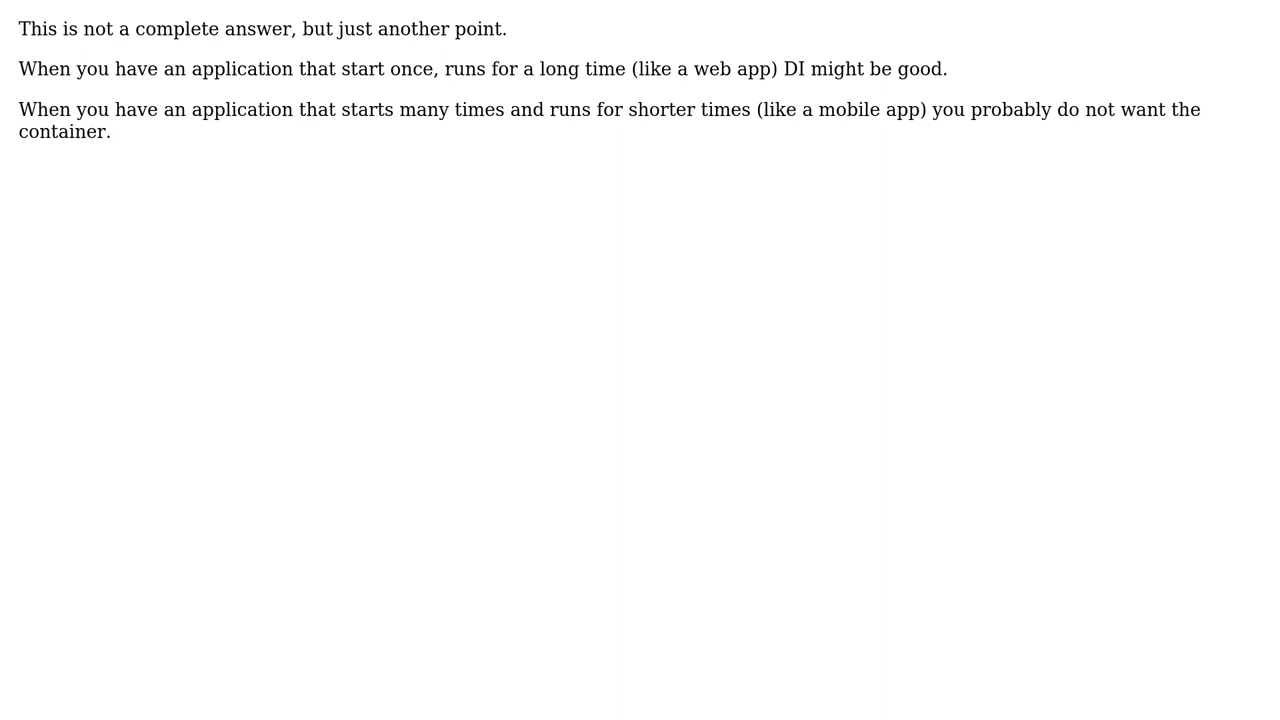 This is not a complete answer, but just another point.
When you have an application that start once, runs for a long time (like a web app) DI might be good.
When you have an application that starts many times and runs for shorter times (like a mobile app) you probably do not want the
container.